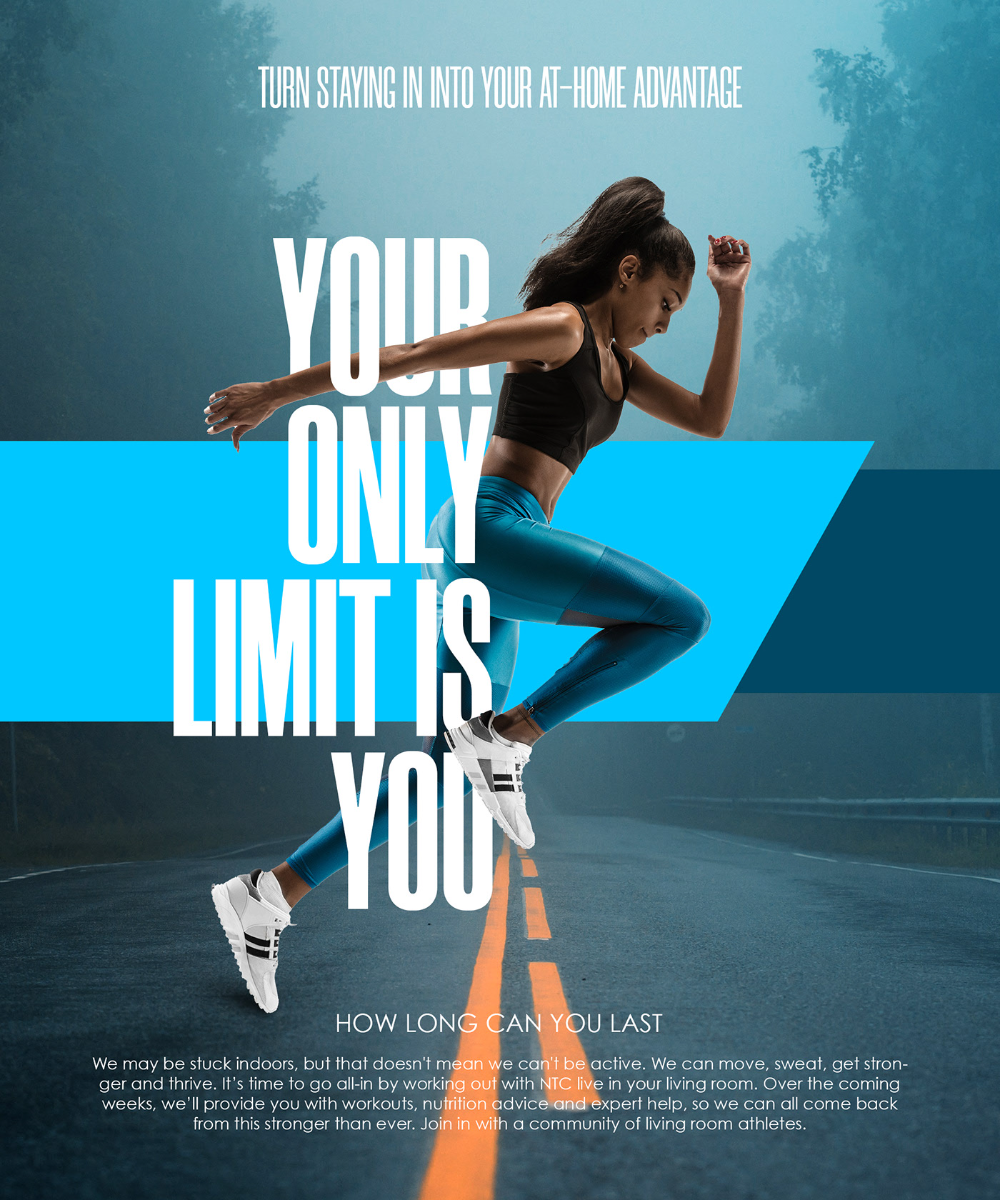 TURN STAYING IN INTO YOUR AT-HOME ADVANTAGE
YOUR
ONLY
LIMIT IS
YOU
HOW LONG CAN YOU LAST
We may be stuck indoors, but that doesn't mean we can't be active. We can move, sweat, get stron-
ger and thrive. It's time to go all-in by working out with NTC live in your living room. Over the coming
weeks, we'll provide you with workouts, nutrition advice and expert help, so we can all come back
from this stronger than ever. Join in with a community of living room athletes.